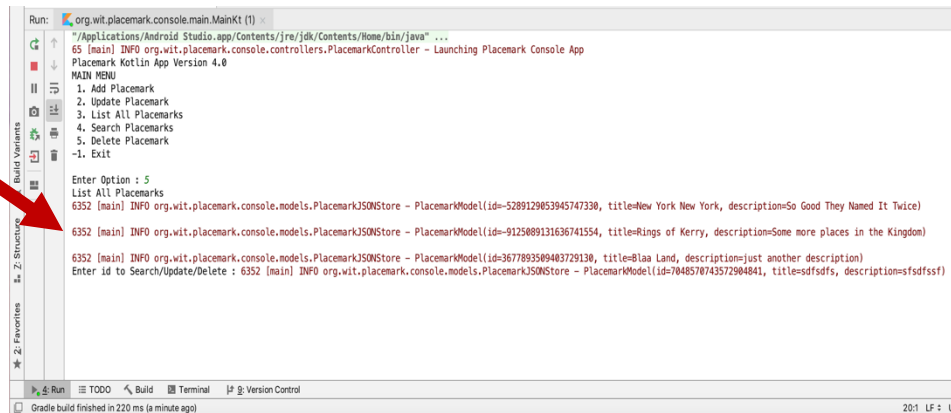 Run: org.wit.placemark.console.main.MainKt (1) ×
"/Applications/Android Studio.app/Contents/jre/jdk/Contents/Home/bin/java" ...
65 [main] INFO org.wit.placemark.console.controllers.PlacemarkController - Launching Placemark Console App
Placemark Kotlin App Version 4.0
MAIN MENU
1. Add Placemark
2. Update Placemark
3. List All Placemarks
4. Search Placemarks
5. Delete Placemark
-1. Exit
Enter Option : 5
List All Placemarks
6352 [main] INFO org.wit.placemark.console.models.PlacemarkJSONStore - PlacemarkModel(id=-5289129053945747330, title=New York New York, description=So Good They Named It Twice)
6352 [main] INFO org.wit.placemark.console.models.PlacemarkJSONStore - PlacemarkModel(id=-9125089131636741554, title=Rings of Kerry, description=Some more places in the Kingdom)
6352 [main] INFO org.wit.placemark.console.models.PlacemarkJSONStore - PlacemarkModel(id=3677893509403729130, title=Blaa Land, description=just another description)
Enter id to Search/Update/Delete : 6352 [main] INFO org.wit.placemark.console.models.PlacemarkJSONStore - PlacemarkModel(id=7048570743572904841, title=sdfsdfs, description=sfsdfssf)
Build Variants
Z: Structure
2: Favorites
4: Run TODO Build Terminal 9: Version Control
Gradle build finished in 220 ms (a minute ago) 20:1 LF